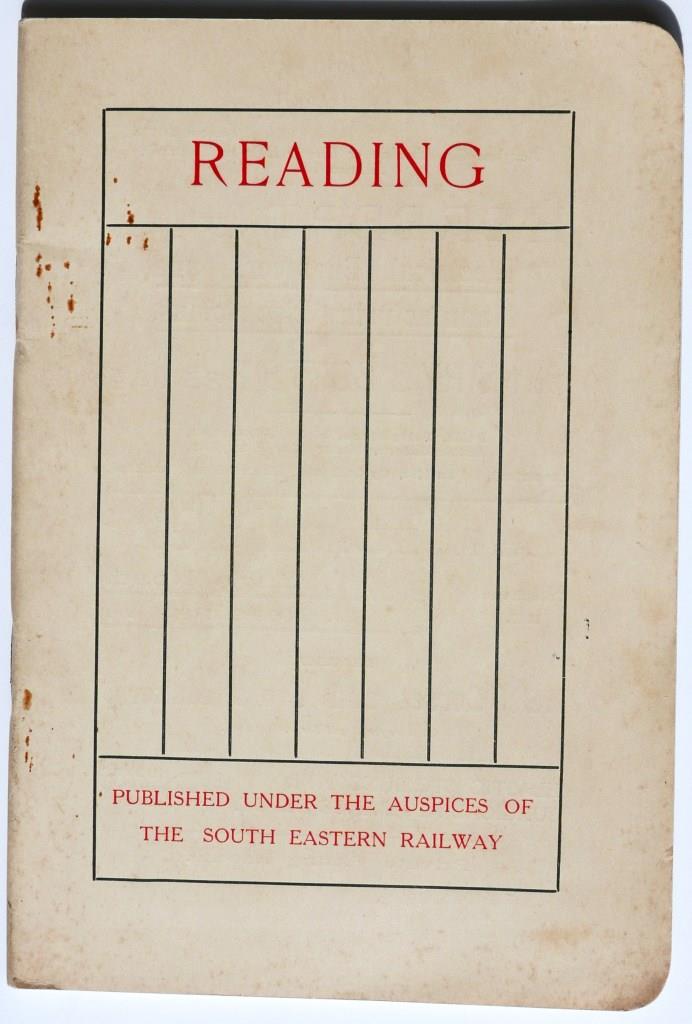 READING
PUBLISHED UNDER THE AUSPICES OF
THE SOUTH EASTERN RAILWAY